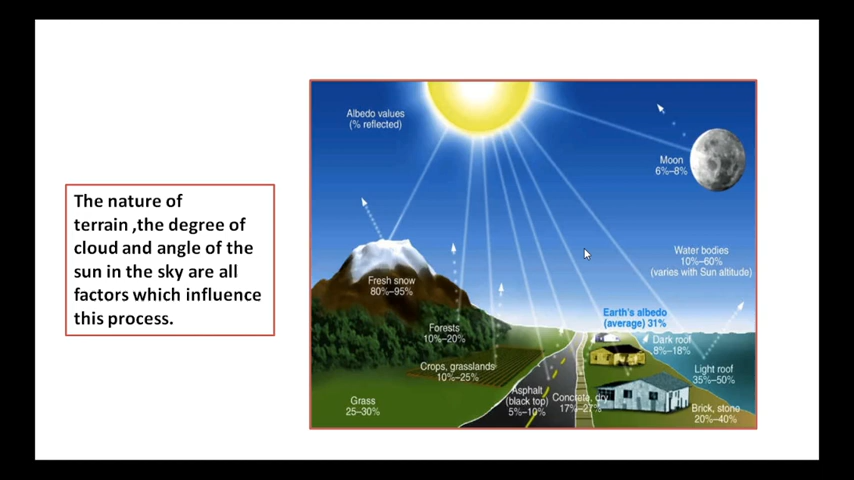 The nature of
terrain ,the degree of
cloud and angle of the
sun in the sky are all
factors which influence
this process.
Albedo values
(% reflected)
Moon
6%–8%
Water bodies
10%–60%
(varies with Sun altitude)
Fresh snow
80%–95%
Earth's albedo
(average) 31%
Forests
10%–20%
Dark roof
8%–18%
Crops, grasslands
10%–25%
Light roof
35%–50%
Grass
25–30%
Asphalt
(black top)
5%–10%
Concrete, dry
17%–27%
Brick, stone
20%–40%